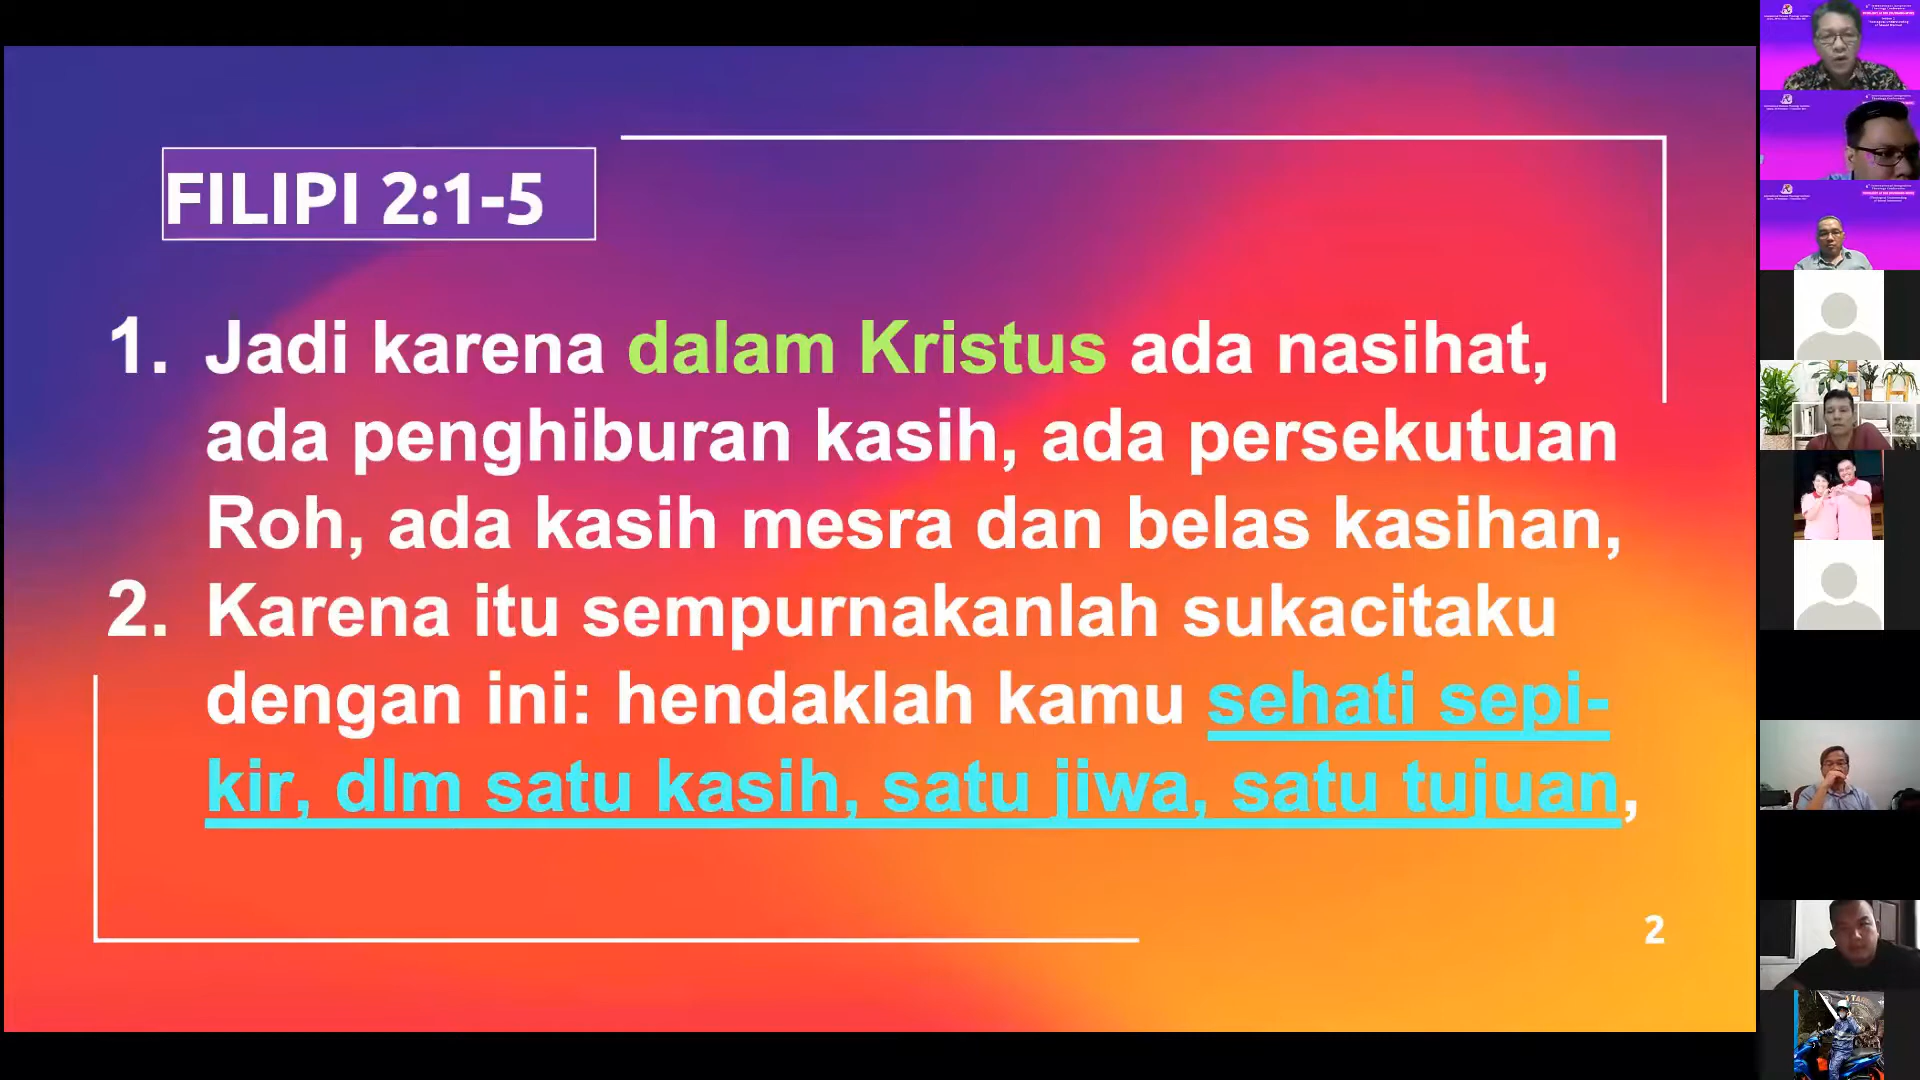 FILIPI 2:1-5
1. Jadi karena dalam Kristus ada nasihat,
ada penghiburan kasih, ada persekutuan
Roh, ada kasih mesra dan belas kasihan,
2. Karena itu sempurnakanlah sukacitaku
dengan ini: hendaklah kamu sehati sepi-
kir, dlm satu kasih, satu jiwa, satu tujuan,
2